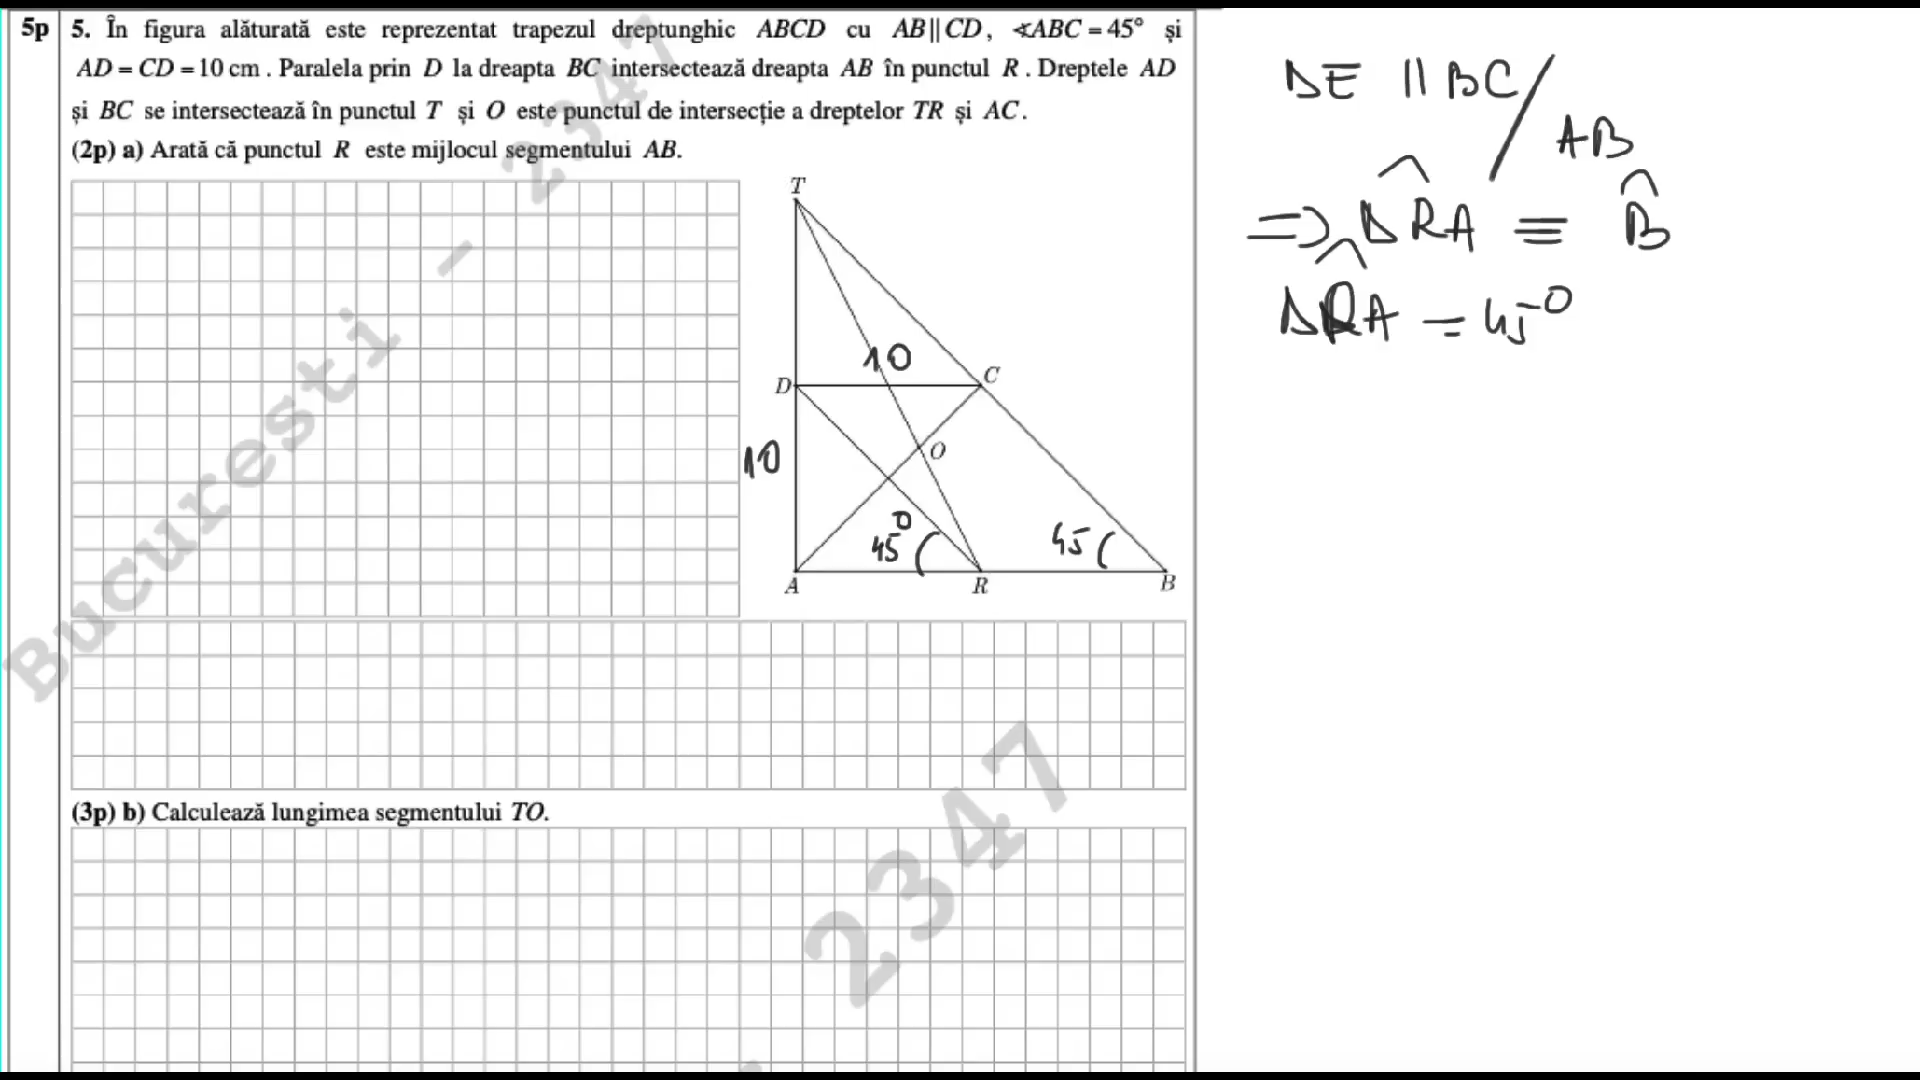 5p
5. În figura alăturată este reprezentat trapezul dreptunghic ABCD cu AB || CD, ∢ABC = 45° și
AD = CD = 10 cm . Paralela prin D la dreapta BC intersectează dreapta AB în punctul R . Dreptele AD
și BC se intersectează în punctul T și O este punctul de intersecție a dreptelor TR și AC .
(2p) a) Arată că punctul R este mijlocul segmentului AB.
T
10
D
C
10
O
45°
45
A
R
B
(3p) b) Calculează lungimea segmentului TO.
DE || BC /
AB
=> DRA ≡ B
DRA = 45°
Bucuresti - 2347
2347